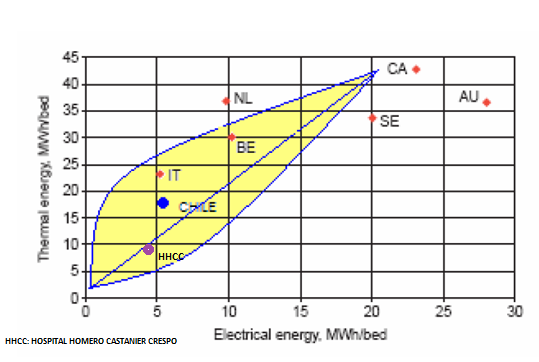 Thermal energy, MWh/bed
45
40
35
30
25
20
15
10
5
0
CA
AU
NL
SE
BE
IT
CHILE
HHCC
0 5 10 15 20 25 30
Electrical energy, MWh/bed
HHCC: HOSPITAL HOMERO CASTANIER CRESPO